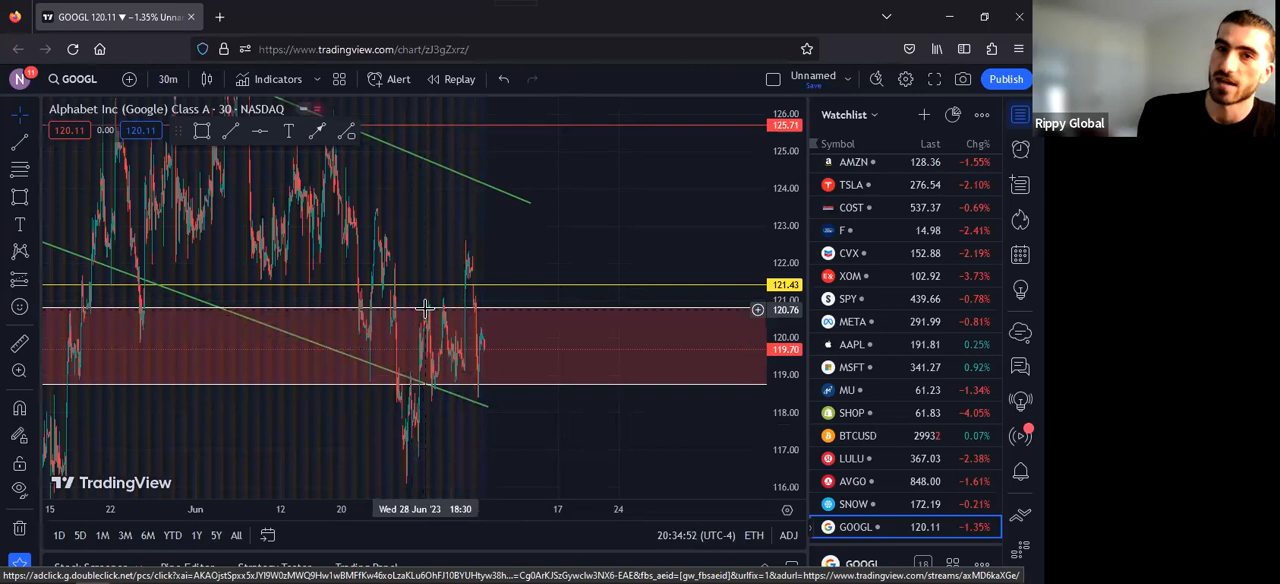 GOOGL 120.11 ▼ −1.35% Unna
https://www.tradingview.com/chart/zJ3gZxrz/
N 11 GOOGL 30m Indicators Alert Replay Unnamed Save Publish
Alphabet Inc (Google) Class A · 30 · NASDAQ
120.11 0.00 120.11
126.00
125.71
125.00
124.00
123.00
122.00
121.43
121.00
120.76
120.00
119.70
119.00
118.00
117.00
116.00
TradingView
15 22 Jun 12 20 Wed 28 Jun '23 18:30 17 24
1D 5D 1M 3M 6M YTD 1Y 5Y All 20:34:52 (UTC-4) ETH ADJ
Watchlist
Symbol Last Chg%
AMZN 128.36 −1.55%
TSLA 276.54 −2.10%
COST 537.37 −0.69%
F 14.98 −2.41%
CVX 152.88 −2.19%
XOM 102.92 −3.73%
SPY 439.66 −0.78%
META 291.99 −0.81%
AAPL 191.81 0.25%
MSFT 341.27 0.92%
MU 61.23 −1.34%
SHOP 61.83 −4.05%
BTCUSD 29932 0.07%
LULU 367.03 −2.38%
AVGO 848.00 −1.61%
SNOW 172.19 −0.21%
GOOGL 120.11 −1.35%
GOOGL 18
Rippy Global